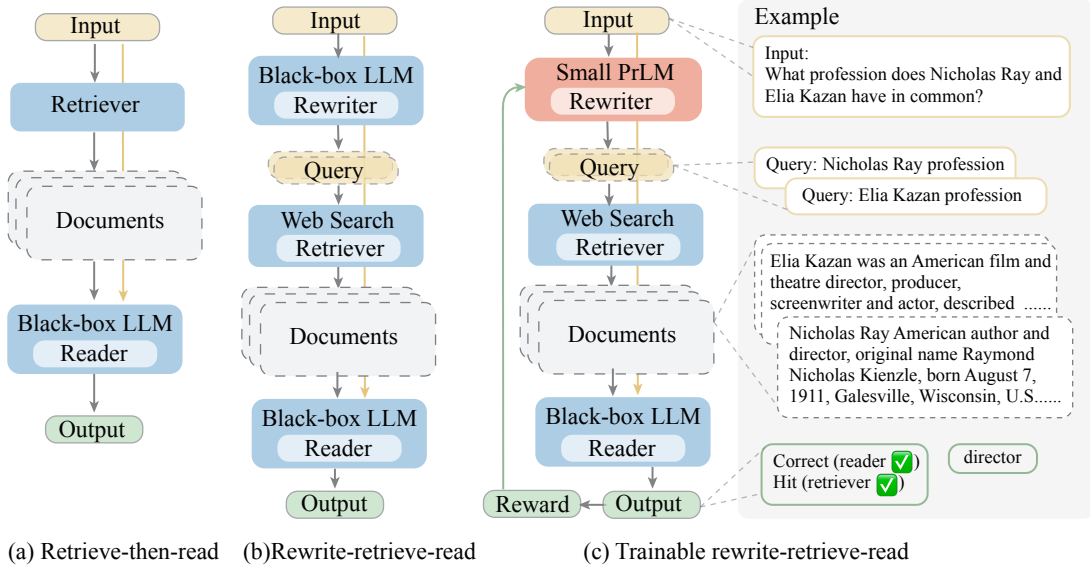 Input
Retriever
Documents
Black-box LLM
Reader
Output
(a) Retrieve-then-read
Input
Black-box LLM
Rewriter
Query
Web Search
Retriever
Documents
Black-box LLM
Reader
Output
(b)Rewrite-retrieve-read
Input
Small PrLM
Rewriter
Query
Web Search
Retriever
Documents
Black-box LLM
Reader
Reward
Output
(c) Trainable rewrite-retrieve-read
Example
Input:
What profession does Nicholas Ray and
Elia Kazan have in common?
Query: Nicholas Ray profession
Query: Elia Kazan profession
Elia Kazan was an American film and
theatre director, producer,
screenwriter and actor, described ......
Nicholas Ray American author and
director, original name Raymond
Nicholas Kienzle, born August 7,
1911, Galesville, Wisconsin, U.S......
Correct (reader ✅)
Hit (retriever ✅)
director